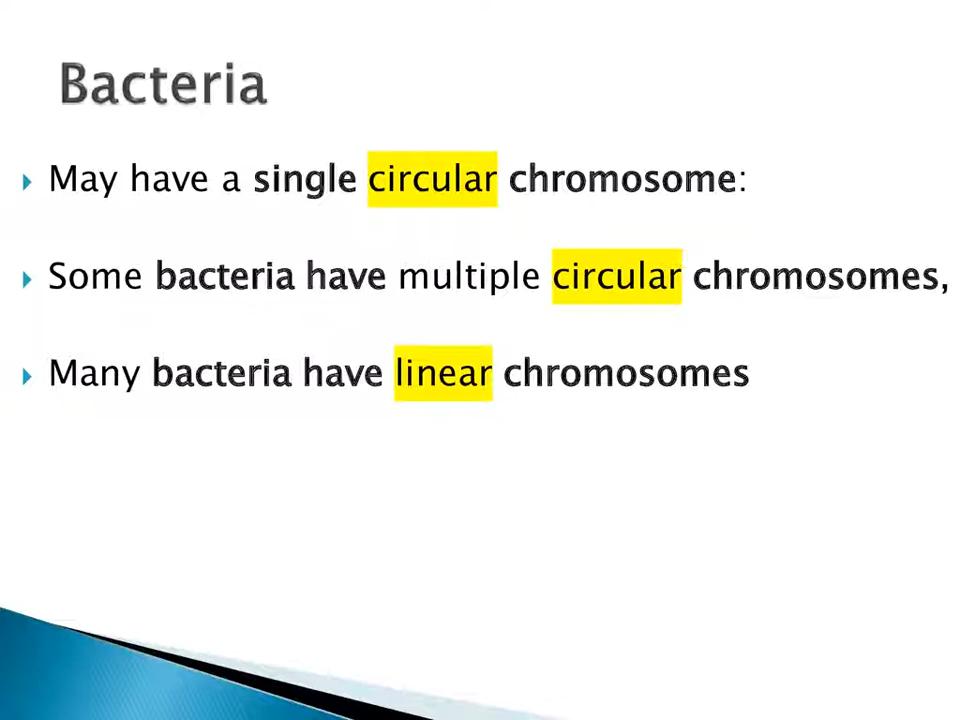 Bacteria
May have a single circular chromosome:
Some bacteria have multiple circular chromosomes,
Many bacteria have linear chromosomes